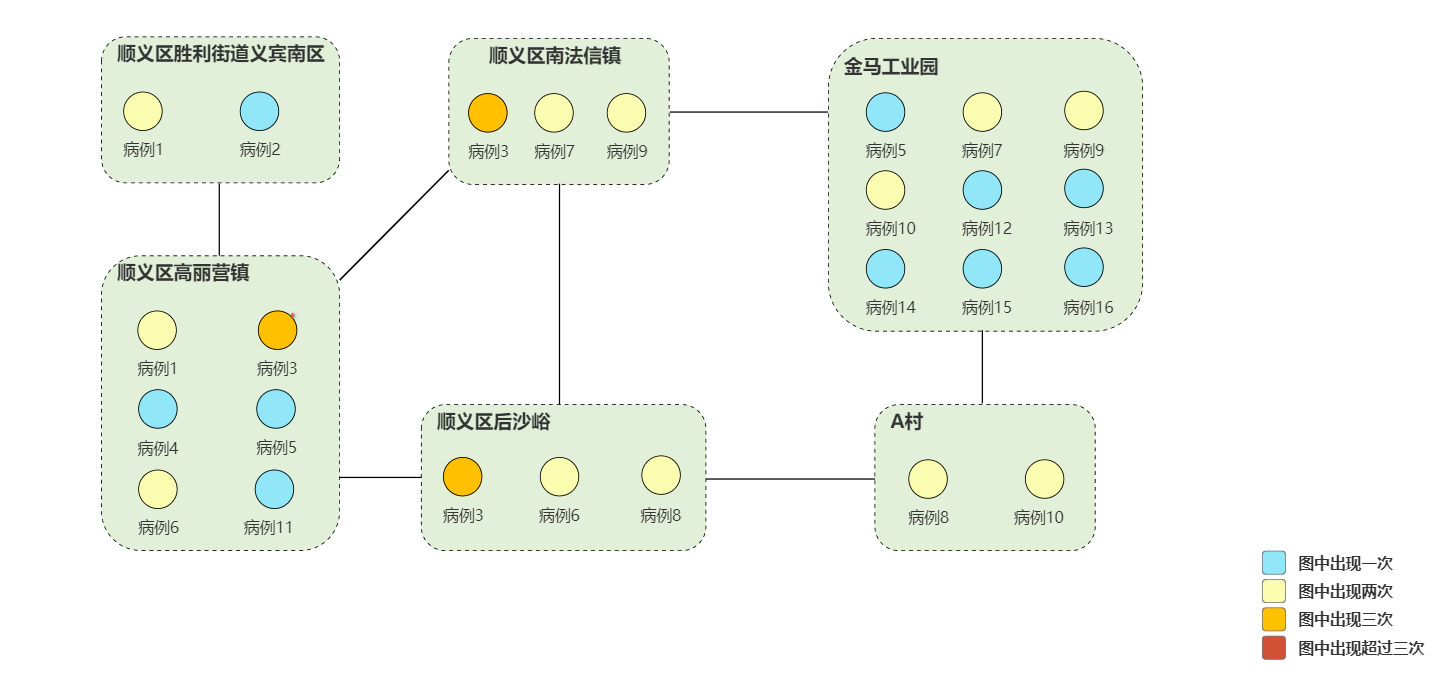 顺义区胜利街道义宾南区
病例1
病例2
顺义区南法信镇
病例3
病例7
病例9
金马工业园
病例5
病例7
病例9
病例10
病例12
病例13
病例14
病例15
病例16
顺义区高丽营镇
病例1
病例3
病例4
病例5
病例6
病例11
顺义区后沙峪
病例3
病例6
病例8
A村
病例8
病例10
图中出现一次
图中出现两次
图中出现三次
图中出现超过三次